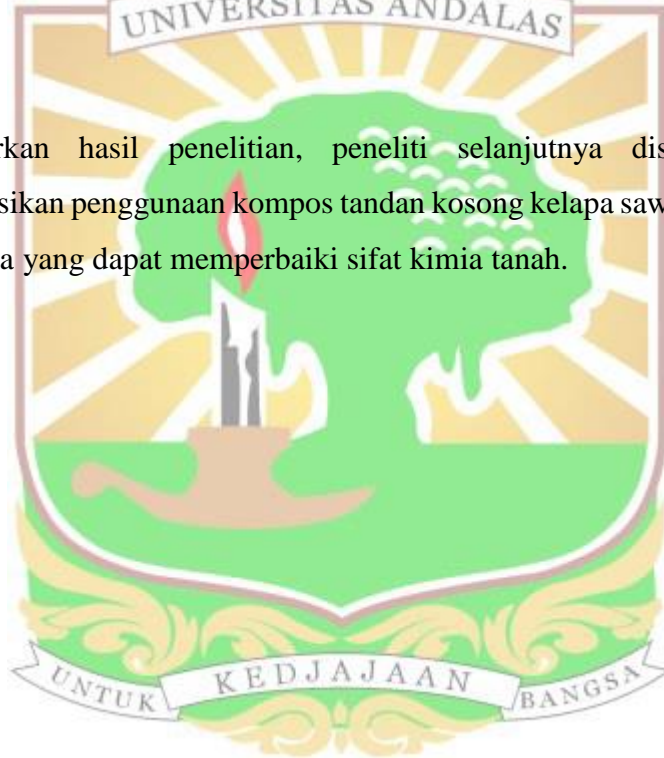 UNIVERSITAS ANDALAS
rkan hasil penelitian, peneliti selanjutnya dis
sikan penggunaan kompos tandan kosong kelapa saw
a yang dapat memperbaiki sifat kimia tanah.
UNTUK KEDJAJAAN BANGSA